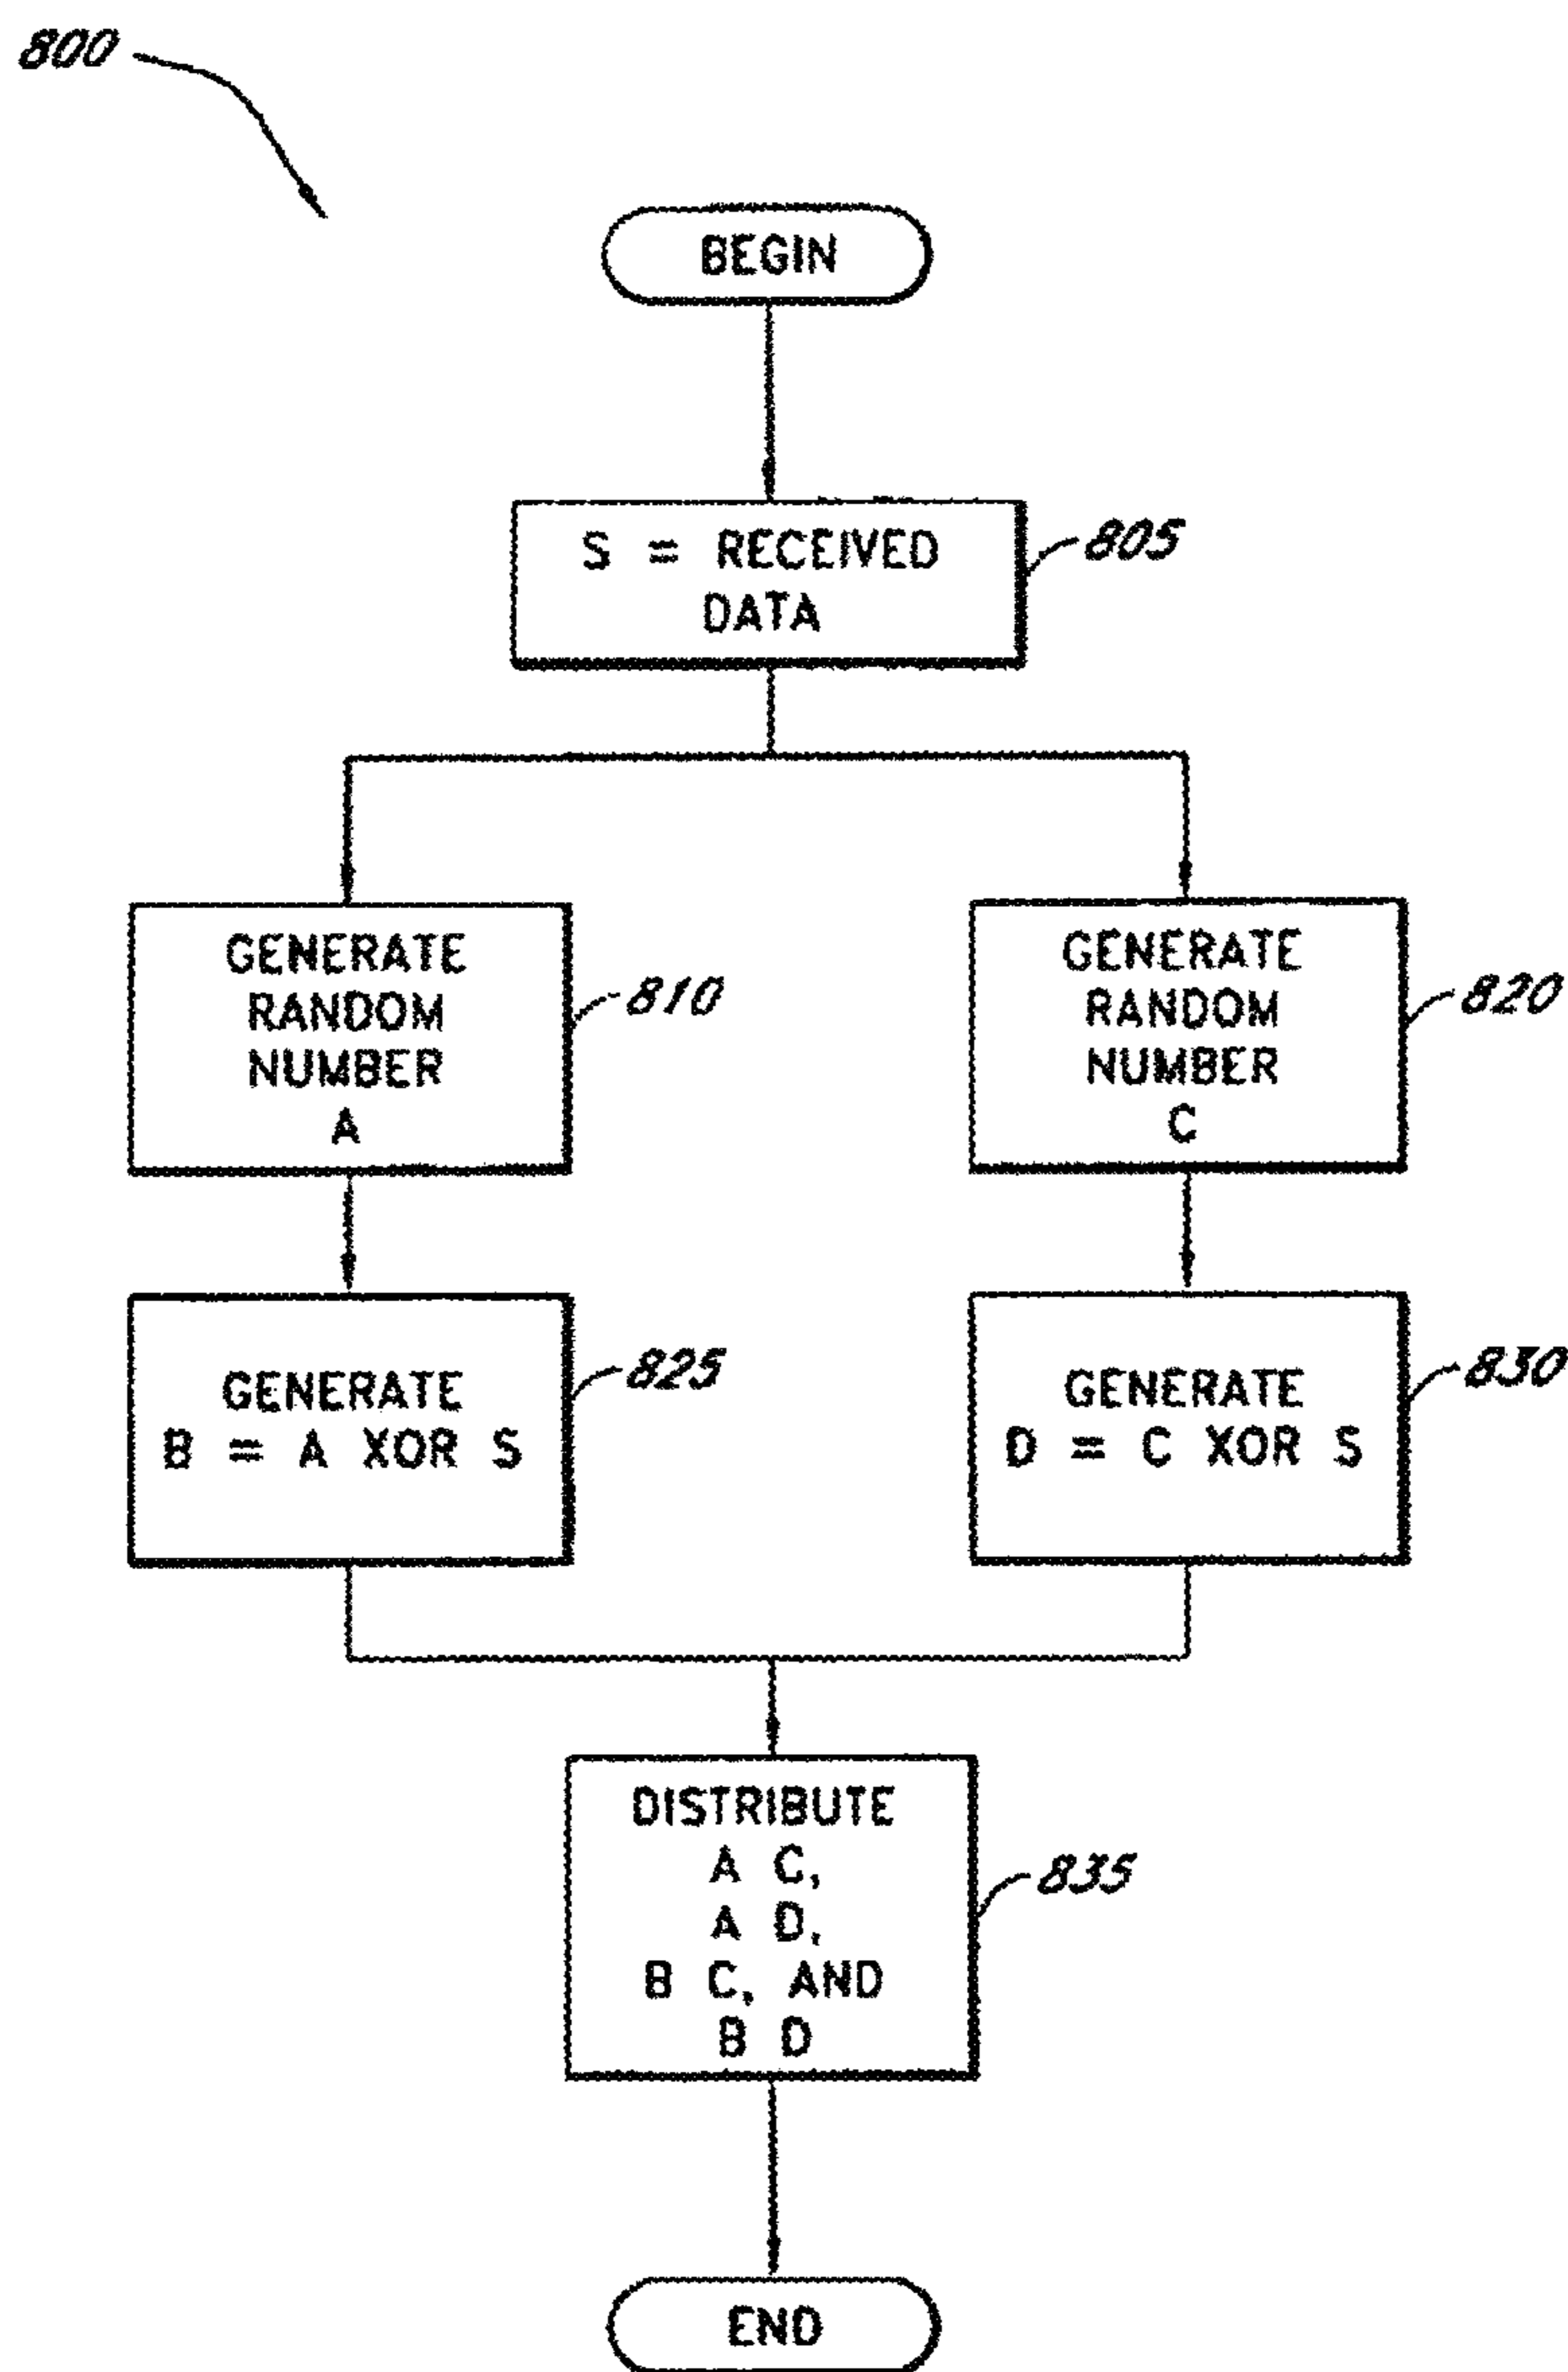 800
BEGIN
S = RECEIVED
DATA
805
GENERATE
RANDOM
NUMBER
A
810
GENERATE
RANDOM
NUMBER
C
820
GENERATE
B = A XOR S
825
GENERATE
D = C XOR S
830
DISTRIBUTE
A C,
A D,
B C, AND
B D
835
END